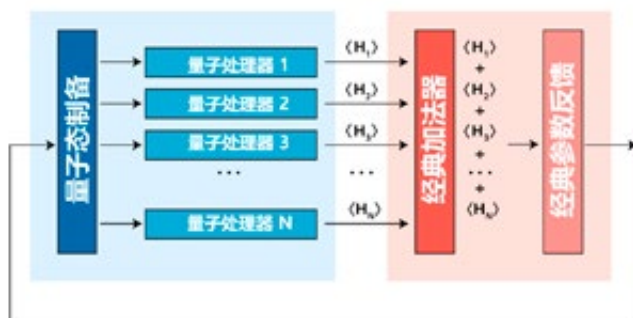 量子态制备
量子处理器 1
量子处理器 2
量子处理器 3
...
量子处理器 N
⟨H₁⟩
⟨H₂⟩
⟨H₃⟩
...
⟨Hₙ⟩
经典加法器
⟨H₁⟩
+
⟨H₂⟩
+
⟨H₃⟩
+
...
+
⟨Hₙ⟩
经典参数反馈